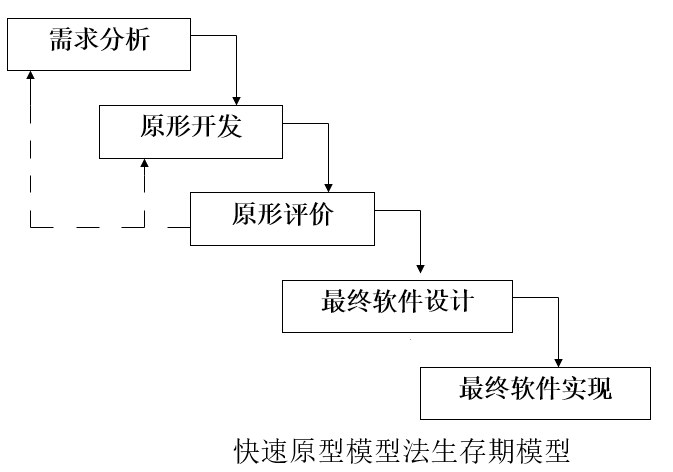 需求分析
原形开发
原形评价
最终软件设计
最终软件实现
快速原型模型法生存期模型